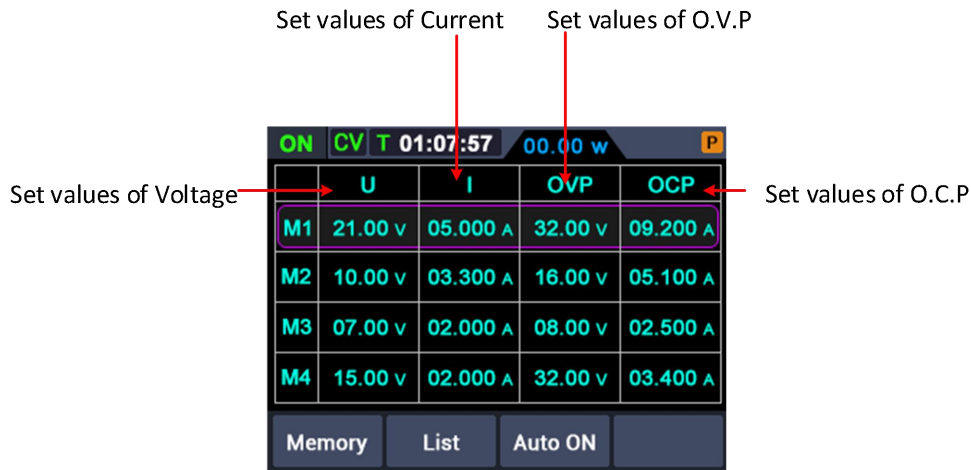 Set values of Current Set values of O.V.P
ON CV T 01:07:57 00.00 w P
Set values of Voltage U I OVP OCP Set values of O.C.P
M1 21.00 V 05.000 A 32.00 V 09.200 A
M2 10.00 V 03.300 A 16.00 V 05.100 A
M3 07.00 V 02.000 A 08.00 V 02.500 A
M4 15.00 V 02.000 A 32.00 V 03.400 A
Memory List Auto ON